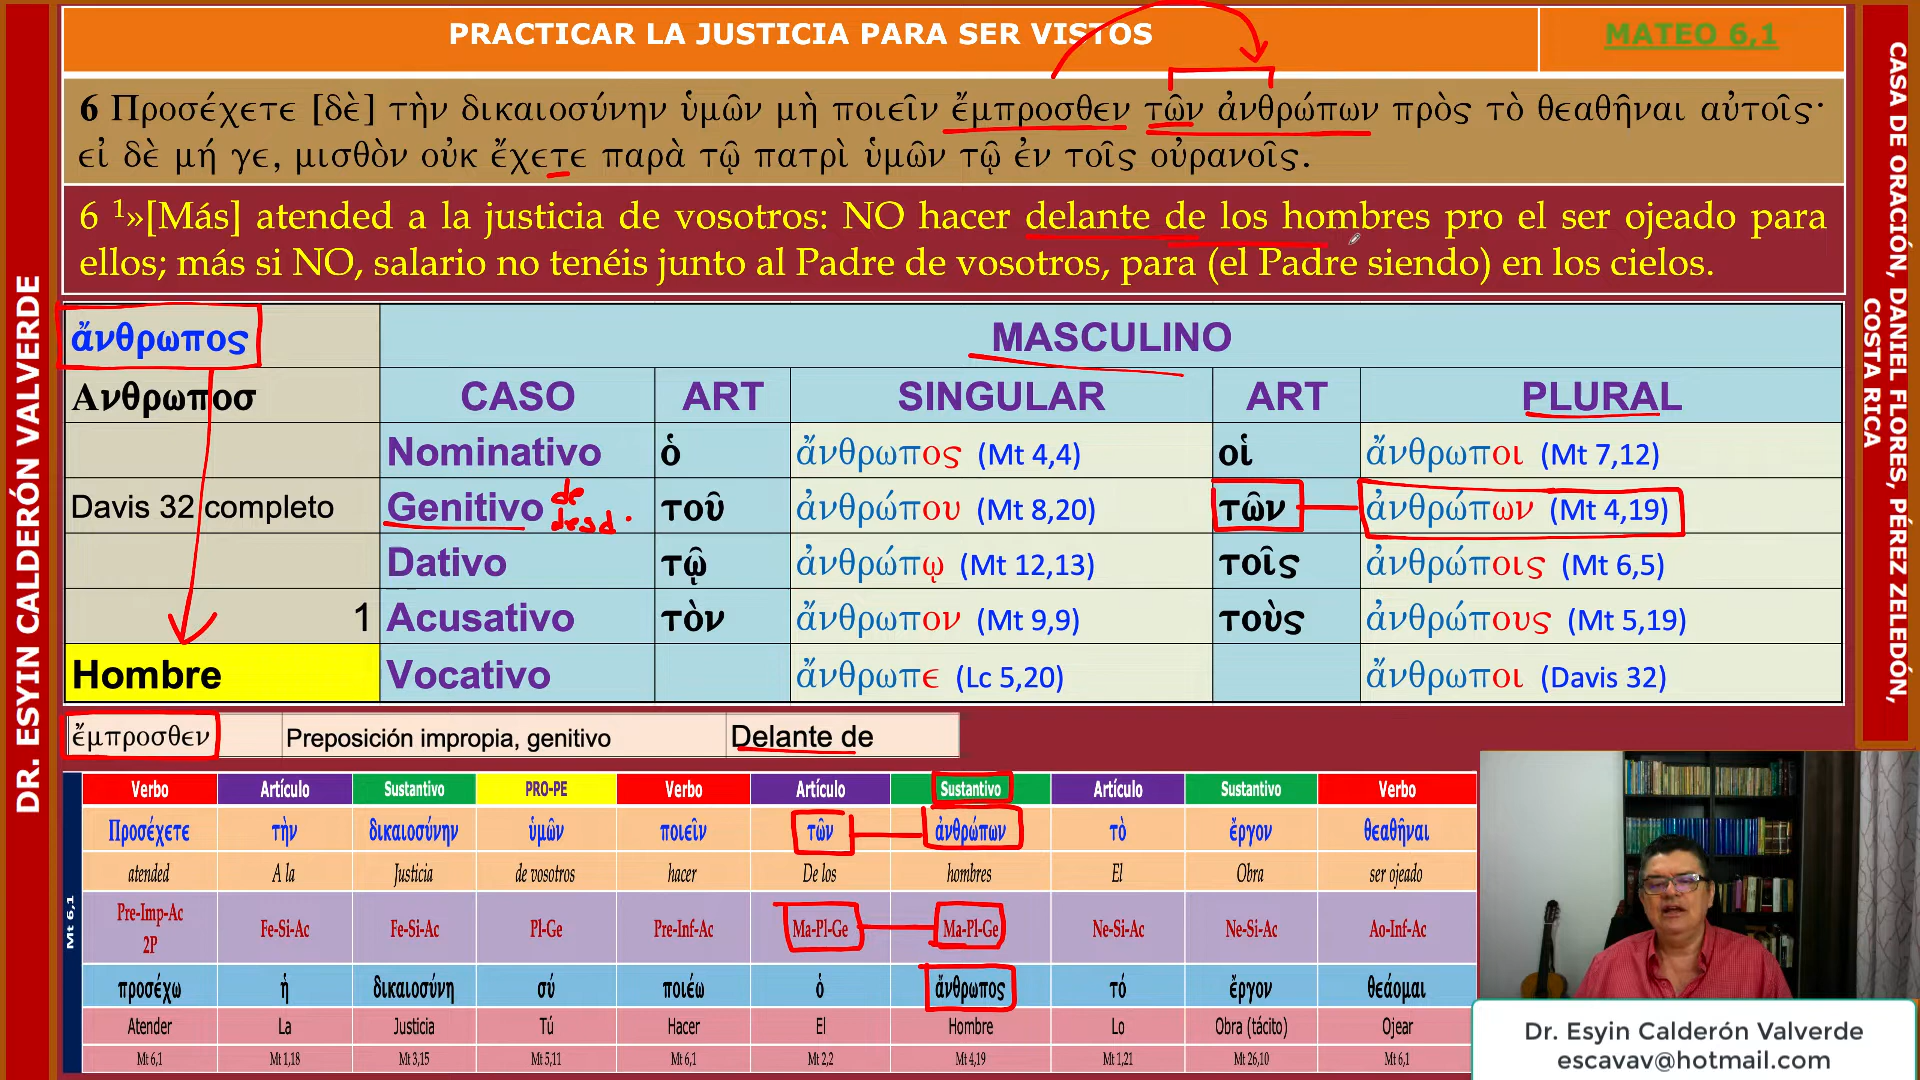 PRACTICAR LA JUSTICIA PARA SER VISTOS
MATEO 6,1
6 Προσέχετε [δὲ] τὴν δικαιοσύνην ὑμῶν μὴ ποιεῖν ἔμπροσθεν τῶν ἀνθρώπων πρὸς τὸ θεαθῆναι αὐτοῖς·
εἰ δὲ μή γε, μισθὸν οὐκ ἔχετε παρὰ τῷ πατρὶ ὑμῶν τῷ ἐν τοῖς οὐρανοῖς.
6 ¹»[Más] atended a la justicia de vosotros: NO hacer delante de los hombres pro el ser ojeado para
ellos; más si NO, salario no tenéis junto al Padre de vosotros, para (el Padre siendo) en los cielos.
ἄνθρωπος MASCULINO
Ανθρωποσ CASO ART SINGULAR ART PLURAL
Nominativo ὁ ἄνθρωπος (Mt 4,4) οἱ ἄνθρωποι (Mt 7,12)
Davis 32 completo Genitivo de desd. τοῦ ἀνθρώπου (Mt 8,20) τῶν ἀνθρώπων (Mt 4,19)
Dativo τῷ ἀνθρώπῳ (Mt 12,13) τοῖς ἀνθρώποις (Mt 6,5)
1 Acusativo τὸν ἄνθρωπον (Mt 9,9) τοὺς ἀνθρώπους (Mt 5,19)
Hombre Vocativo ἄνθρωπε (Lc 5,20) ἄνθρωποι (Davis 32)
ἔμπροσθεν Preposición impropia, genitivo Delante de
Verbo Artículo Sustantivo PRO-PE Verbo Artículo Sustantivo Artículo Sustantivo Verbo
Προσέχετε τὴν δικαιοσύνην ὑμῶν ποιεῖν τῶν ἀνθρώπων τὸ ἔργον θεαθῆναι
atended A la Justicia de vosotros hacer De los hombres El Obra ser ojeado
Pre-Imp-Ac 2P Fe-Si-Ac Fe-Si-Ac Pl-Ge Pre-Inf-Ac Ma-Pl-Ge Ma-Pl-Ge Ne-Si-Ac Ne-Si-Ac Ao-Inf-Ac
προσέχω ἡ δικαιοσύνη σύ ποιέω ὁ ἄνθρωπος τό ἔργον θεάομαι
Atender La Justicia Tú Hacer El Hombre Lo Obra (tácito) Ojear
Mt 6,1 Mt 1,18 Mt 3,15 Mt 5,11 Mt 6,1 Mt 2,2 Mt 4,19 Mt 1,21 Mt 26,10 Mt 6,1
Mt 6,1
DR. ESYIN CALDERÓN VALVERDE
CASA DE ORACIÓN, DANIEL FLORES, PÉREZ ZELEDÓN,
COSTA RICA
Dr. Esyin Calderón Valverde
escavav@hotmail.com